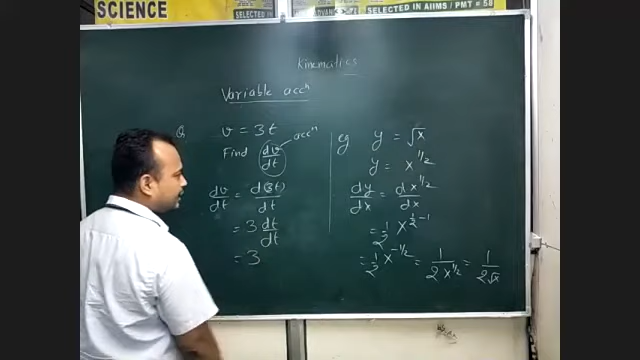 SCIENCE
SELECTED IN
ADVANCE
SELECTED IN AIIMS / PMT = 58
Kinematics
Variable accⁿ
Q v = 3t
Find dv/dt accⁿ
dv/dt = d(3t)/dt
= 3 dt/dt
= 3
eg y = √x
y = x^1/2
dy/dx = dx^1/2/dx
= 1/2 x^1/2 - 1
= 1/2 x^-1/2 = 1/2x^1/2 = 1/2√x